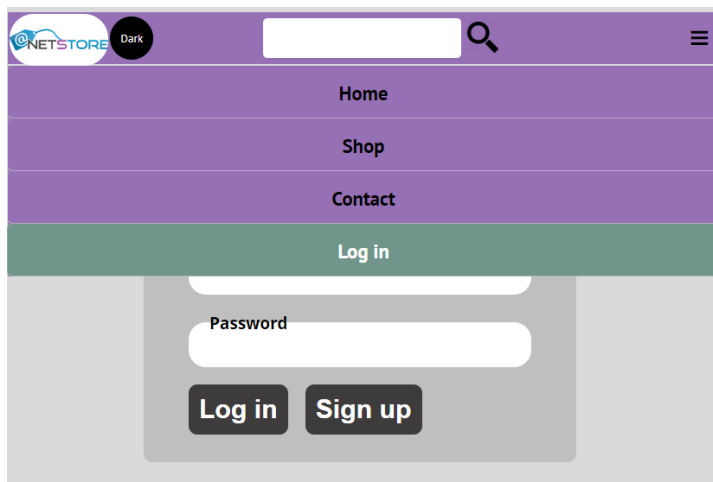 @NETSTORE
Dark
Home
Shop
Contact
Log in
Password
Log in
Sign up